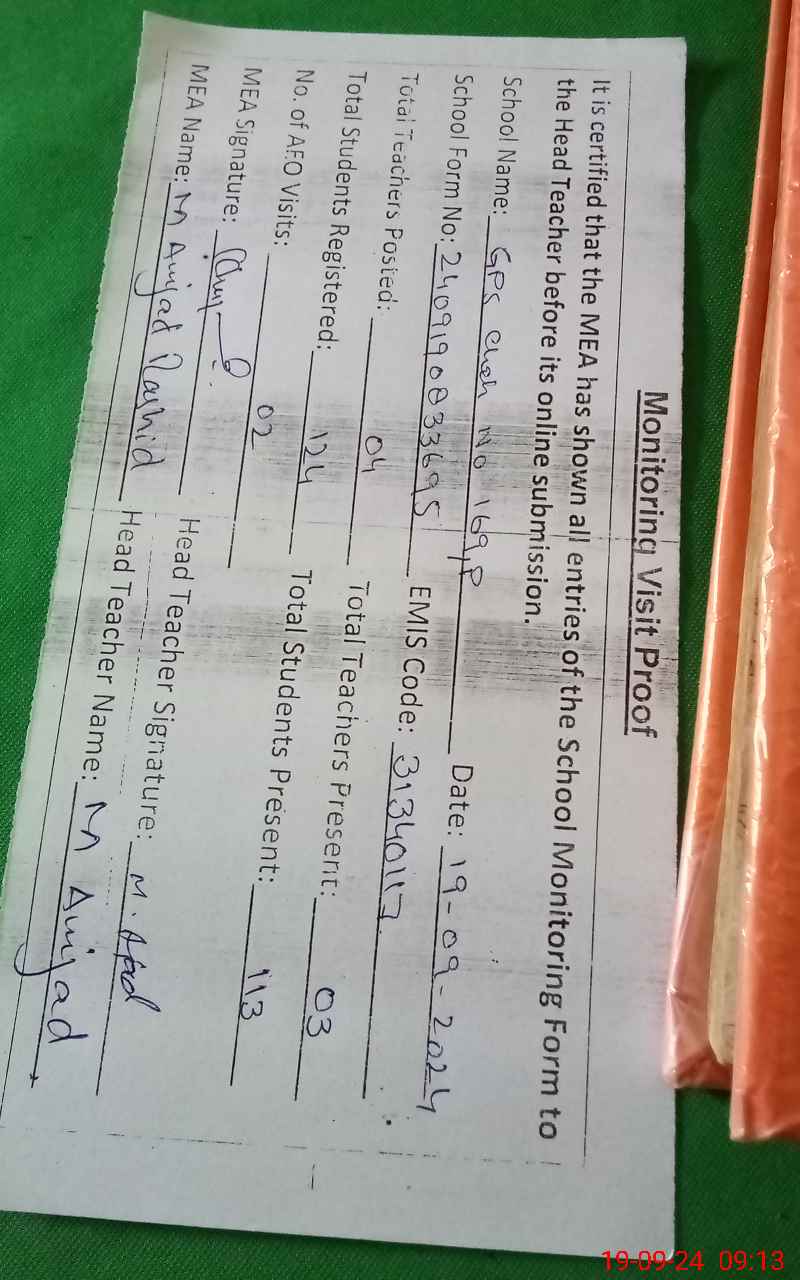 Monitoring Visit Proof
It is certified that the MEA has shown all entries of the School Monitoring Form to
the Head Teacher before its online submission.
School Name: GPS Chak No 169/P Date: 19-09-2024
School Form No: 2409190833695 EMIS Code: 31340117
Total Teachers Posted: 04 Total Teachers Present: 03
Total Students Registered: 124 Total Students Present: 113
No. of AEO Visits: 02
MEA Signature: Head Teacher Signature: M.
MEA Name: M Amjad Rashid Head Teacher Name: M Amjad
19-09-24 09:13